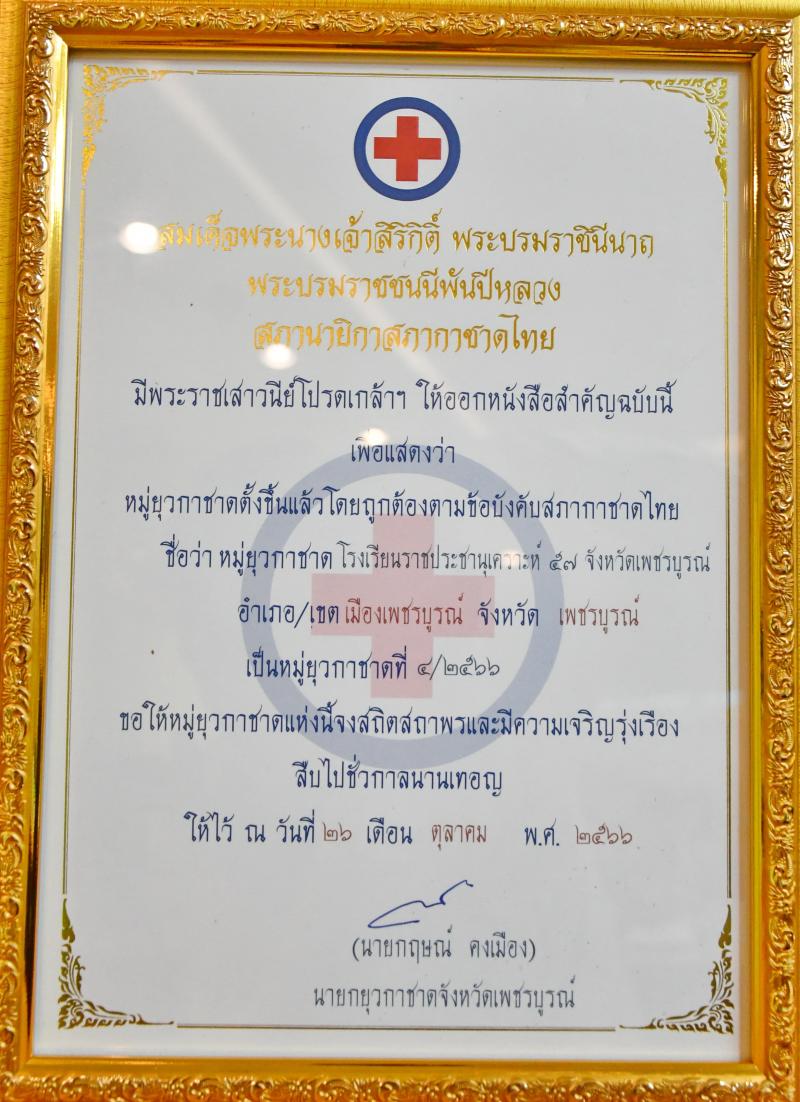 สมเด็จพระนางเจ้าสิริกิติ์ พระบรมราชินีนาถ
พระบรมราชชนนีพันปีหลวง
สภานายิกาสภากาชาดไทย
มีพระราชเสาวนีย์โปรดเกล้าฯ ให้ออกหนังสือสำคัญฉบับนี้
เพื่อแสดงว่า
หมู่ยุวกาชาดตั้งขึ้นแล้วโดยถูกต้องตามข้อบังคับสภากาชาดไทย
ชื่อว่า หมู่ยุวกาชาด โรงเรียนราชประชานุเคราะห์ ๕๗ จังหวัดเพชรบูรณ์
อำเภอ/เขต เมืองเพชรบูรณ์ จังหวัด เพชรบูรณ์
เป็นหมู่ยุวกาชาดที่ ๔/๒๕๖๖
ขอให้หมู่ยุวกาชาดแห่งนี้จงสถิตสถาพรและมีความเจริญรุ่งเรือง
สืบไปชั่วกาลนานเทอญ
ให้ไว้ ณ วันที่ ๒๖ เดือน ตุลาคม พ.ศ. ๒๕๖๖
(นายกฤษณ์ คงเมือง)
นายกยุวกาชาดจังหวัดเพชรบูรณ์